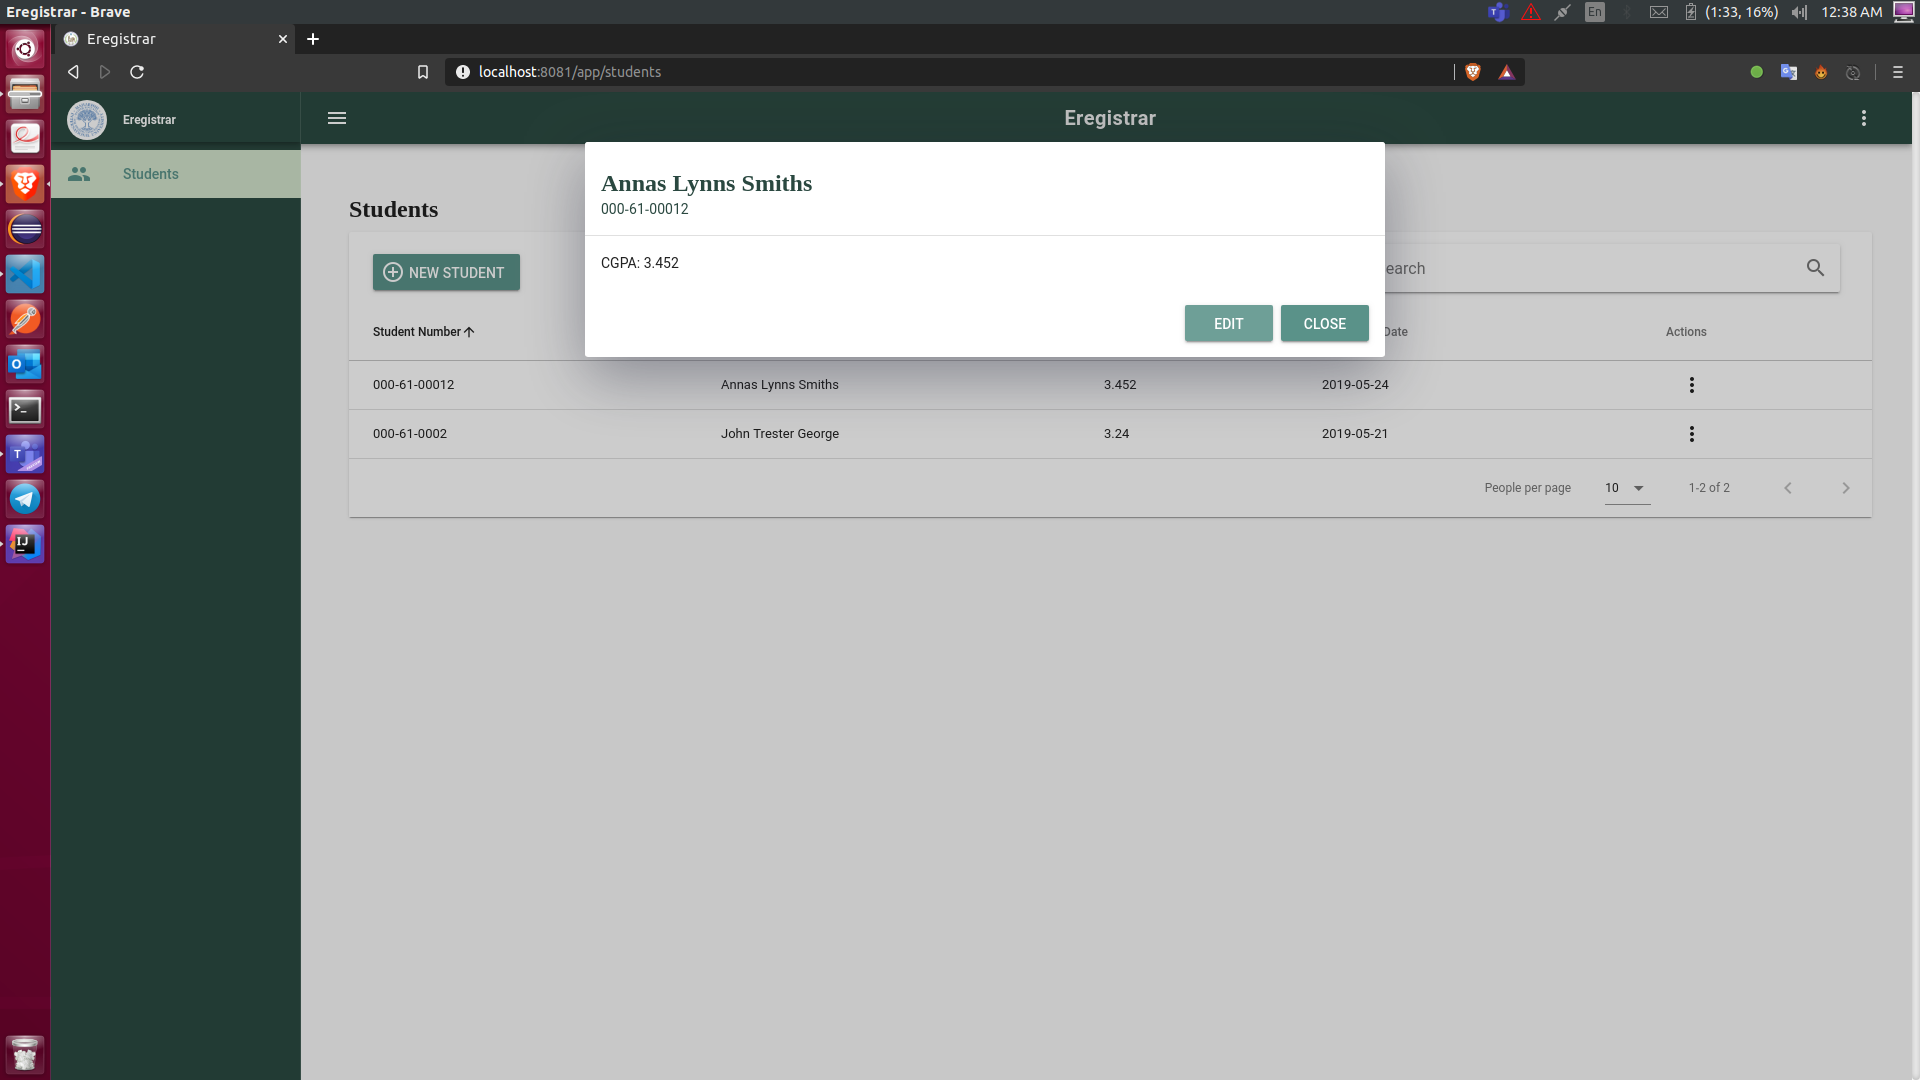 Eregistrar - Brave
En
(1:33, 16%)
12:38 AM
Eregistrar
localhost:8081/app/students
Eregistrar
Eregistrar
Students
Students
Annas Lynns Smiths
000-61-00012
CGPA: 3.452
EDIT
CLOSE
NEW STUDENT
earch
Student Number
Date
Actions
000-61-00012
Annas Lynns Smiths
3.452
2019-05-24
000-61-0002
John Trester George
3.24
2019-05-21
People per page
10
1-2 of 2